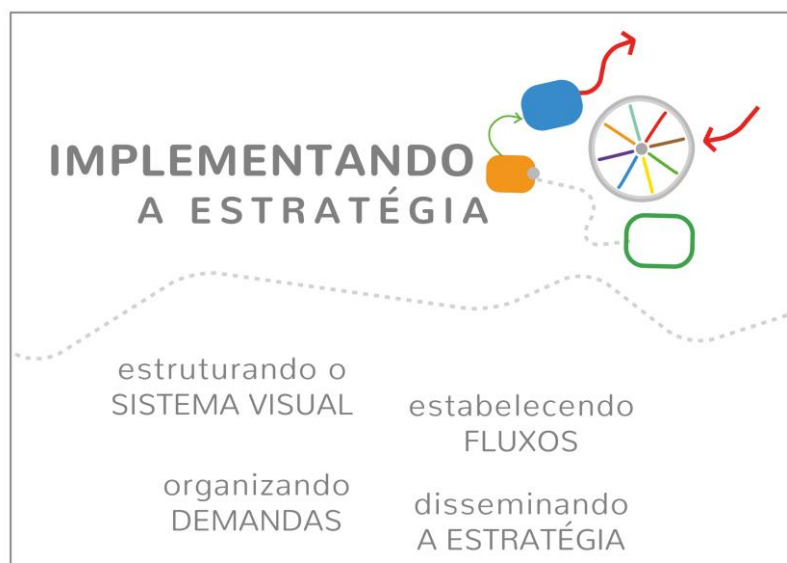 IMPLEMENTANDO
A ESTRATÉGIA
estruturando o
SISTEMA VISUAL
estabelecendo
FLUXOS
organizando
DEMANDAS
disseminando
A ESTRATÉGIA